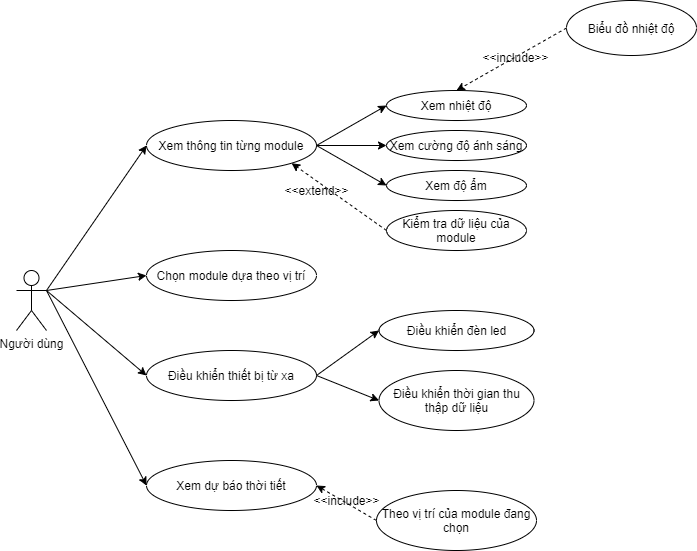 Biểu đồ nhiệt độ
<<include>>
Xem nhiệt độ
Xem thông tin từng module
Xem cường độ ánh sáng
Xem độ ẩm
<<extend>>
Kiểm tra dữ liệu của
module
Chọn module dựa theo vị trí
Người dùng
Điều khiển đèn led
Điều khiển thiết bị từ xa
Điều khiển thời gian thu
thập dữ liệu
Xem dự báo thời tiết
<<include>>
Theo vị trí của module đang
chọn